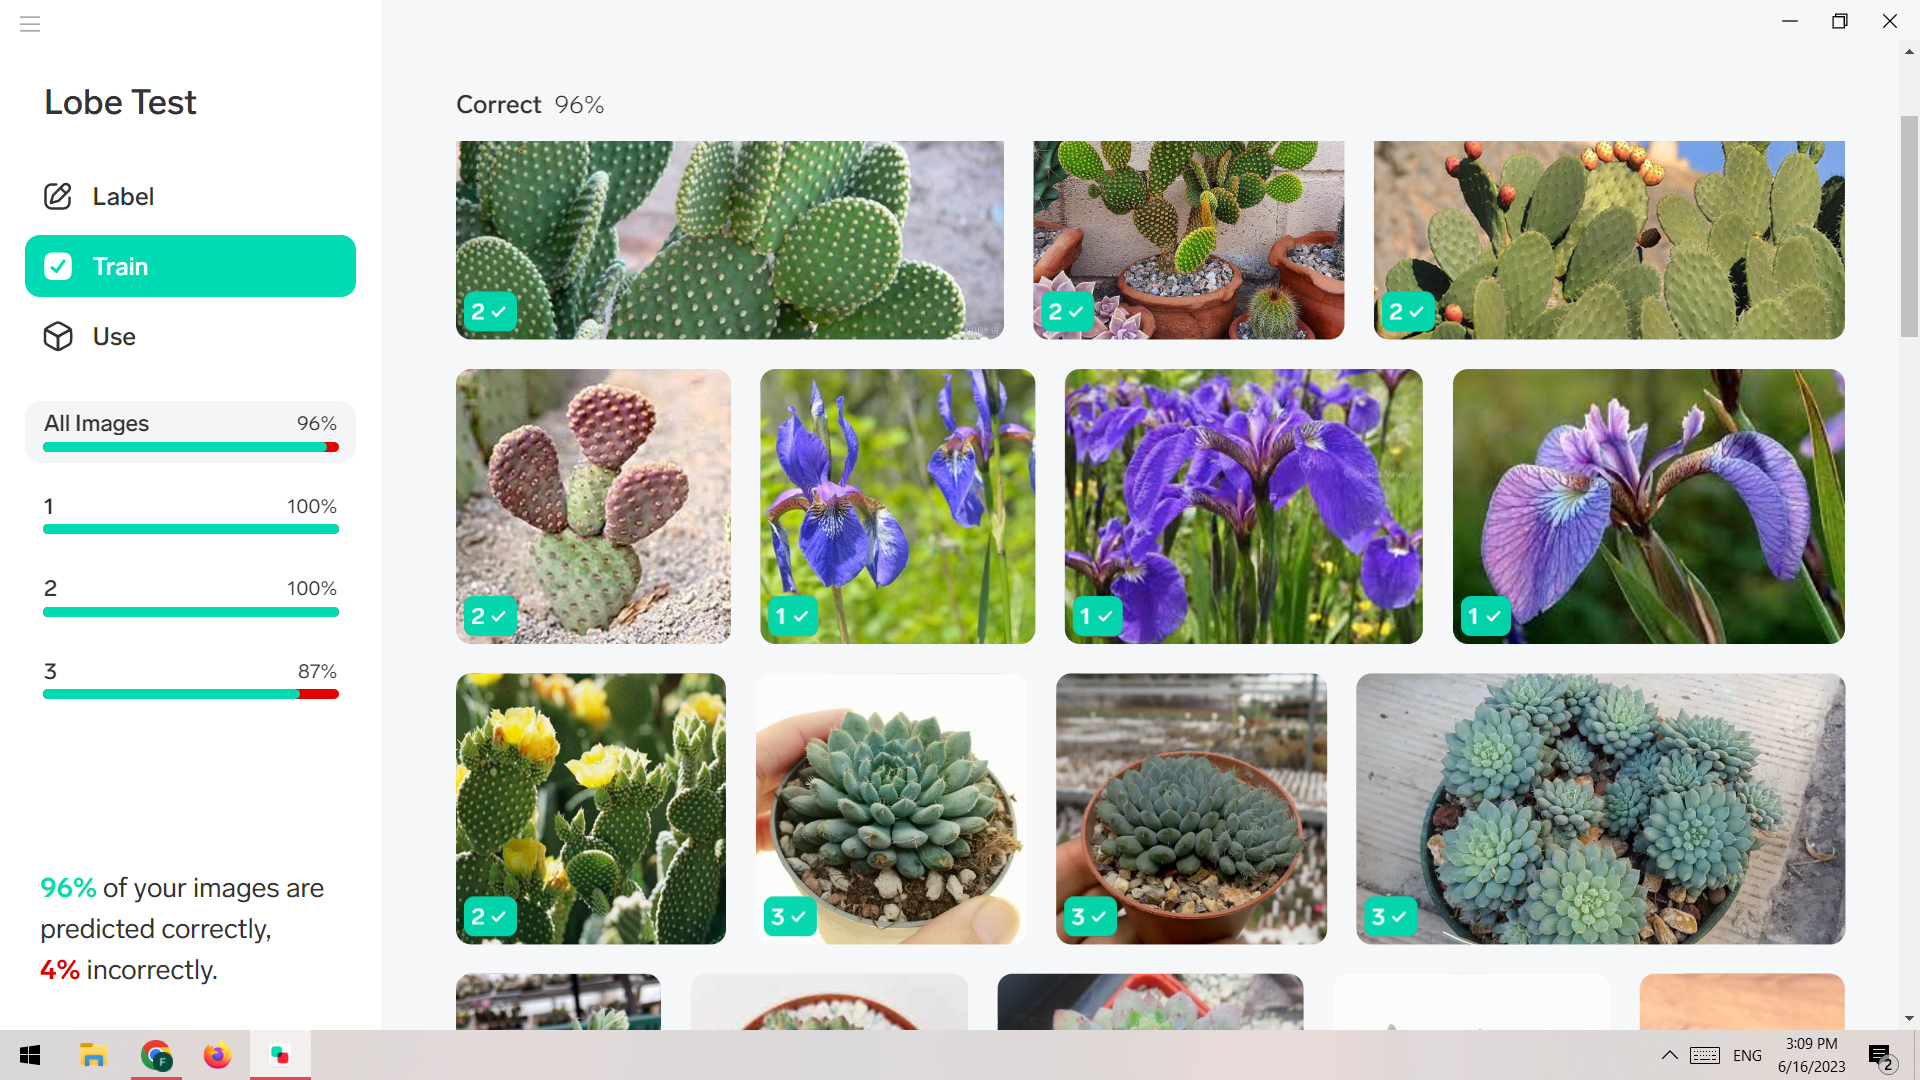 Lobe Test
Label
Train
Use
All Images 96%
1 100%
2 100%
3 87%
96% of your images are
predicted correctly,
4% incorrectly.
Correct 96%
2
2
2
2
1
1
1
2
3
3
3
F
ENG
3:09 PM
6/16/2023
2